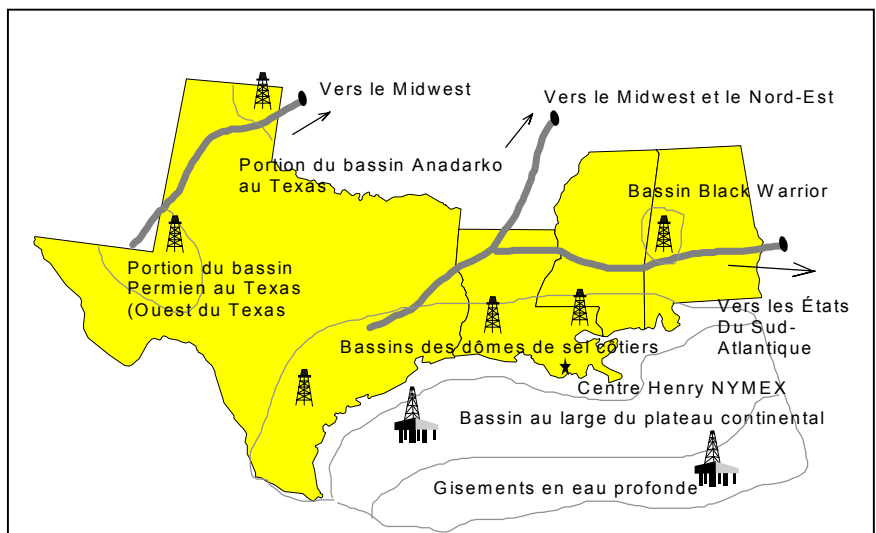 Vers le Midwest
Vers le Midwest et le Nord-Est
Portion du bassin Anadarko
au Texas
Bassin Black Warrior
Portion du bassin
Permien au Texas
(Ouest du Texas
Vers les États
Du Sud-
Atlantique
Bassins des dômes de sel côtiers
Centre Henry NYMEX
Bassin au large du plateau continental
Gisements en eau profonde